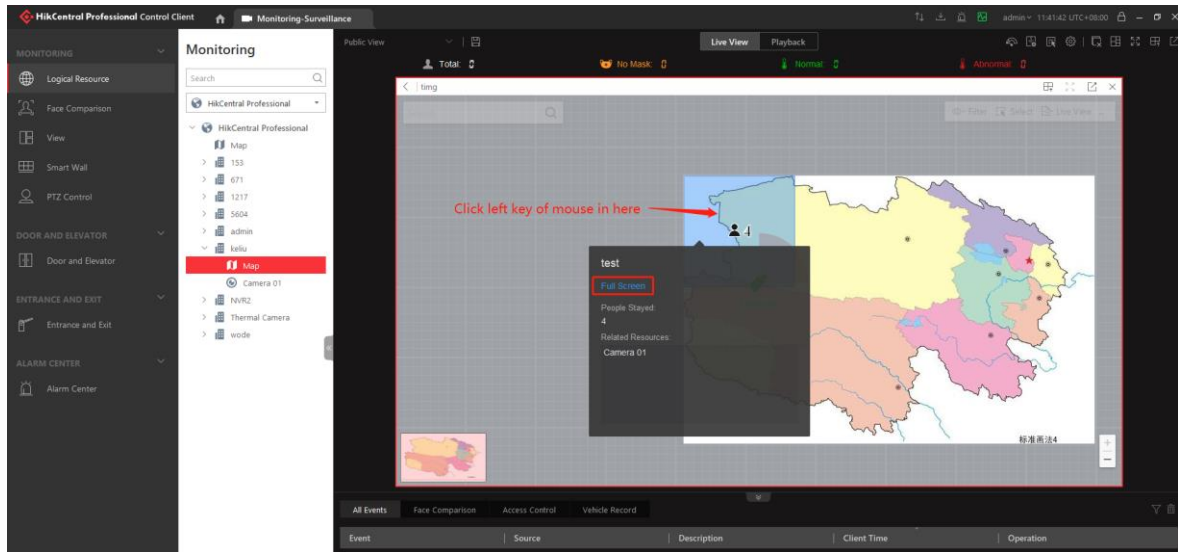 HikCentral Professional Control Client
Monitoring-Surveillance
admin 11:41:42 UTC+08:00
MONITORING
Logical Resource
Face Comparison
View
Smart Wall
PTZ Control
DOOR AND ELEVATOR
Door and Elevator
ENTRANCE AND EXIT
Entrance and Exit
ALARM CENTER
Alarm Center
Monitoring
Search
HikCentral Professional
HikCentral Professional
Map
153
671
1217
5604
admin
keliu
Map
Camera 01
NVR2
Thermal Camera
wode
Public View
Live View
Playback
Total: 0
No Mask: 0
Normal: 0
Abnormal: 0
timg
Filter
Select
Live View
Click left key of mouse in here
4
test
Full Screen
People Stayed:
4
Related Resources:
Camera 01
标准画法4
All Events
Face Comparison
Access Control
Vehicle Record
Event
Source
Description
Client Time
Operation